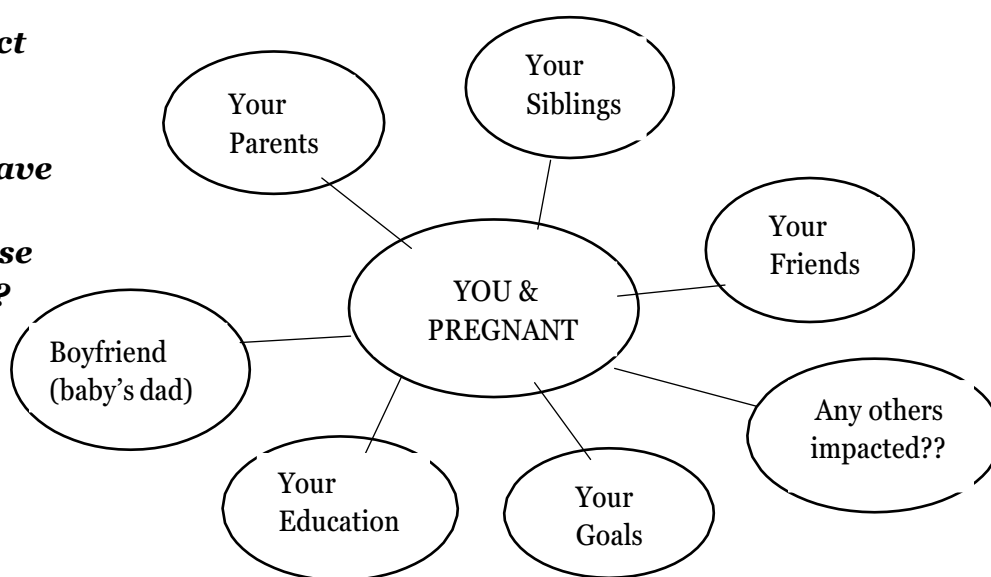 Your
Siblings
Your
Parents
Your
Friends
YOU &
PREGNANT
Boyfriend
(baby’s dad)
Any others
impacted??
Your
Education
Your
Goals